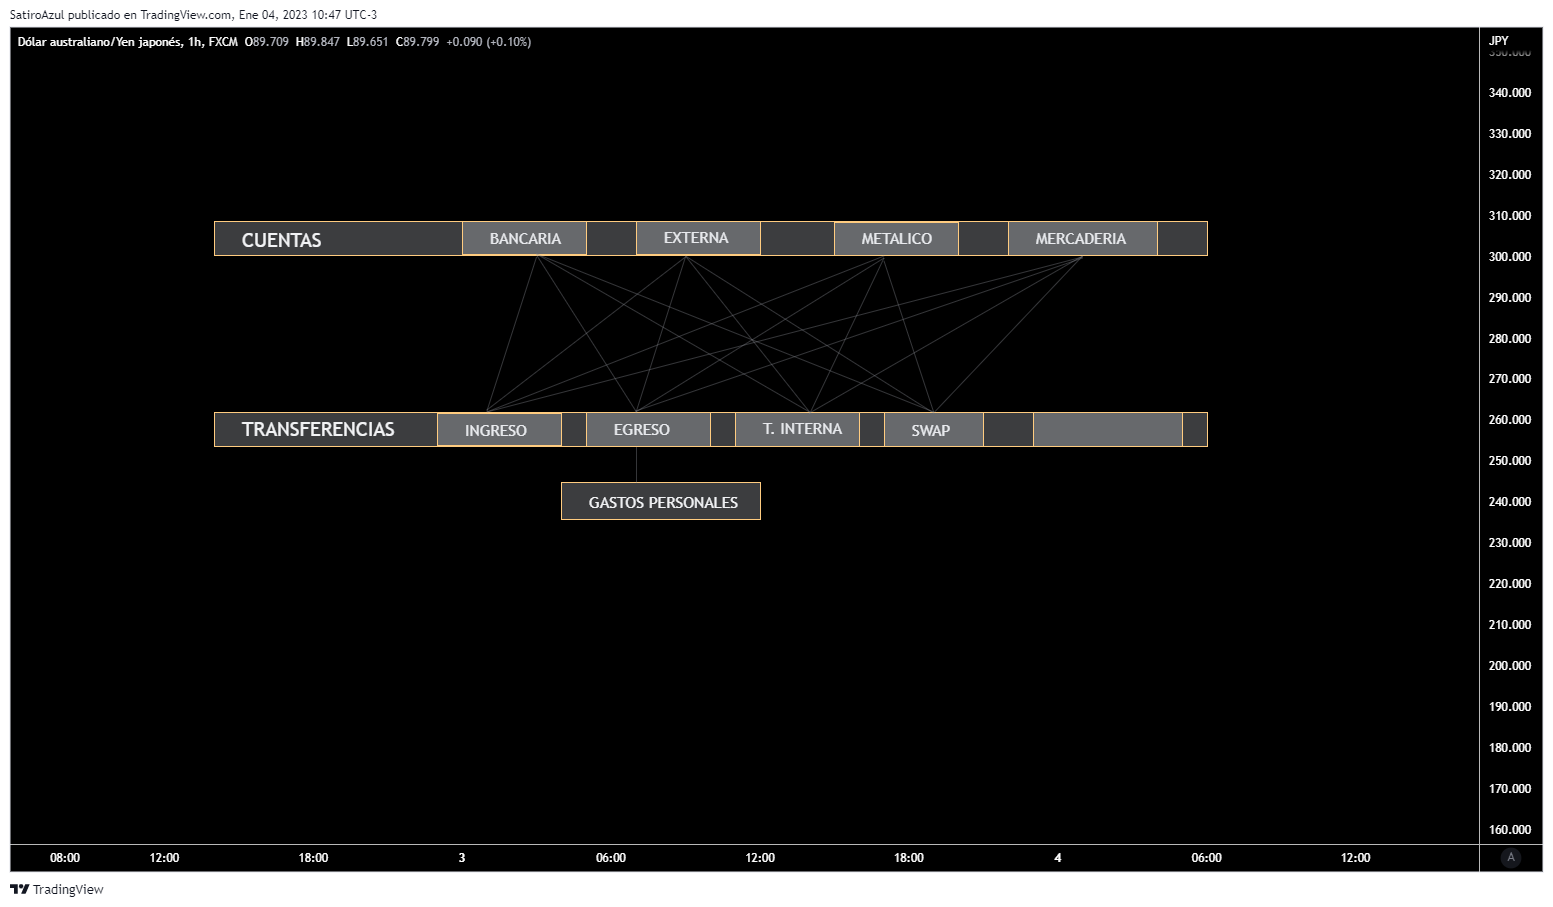 SatiroAzul publicado en TradingView.com, Ene 04, 2023 10:47 UTC-3
Dólar australiano/Yen japonés, 1h, FXCM O89.709 H89.847 L89.651 C89.799 +0.090 (+0.10%)
JPY
350.000
340.000
330.000
320.000
310.000
CUENTAS BANCARIA EXTERNA METALICO MERCADERIA
300.000
290.000
280.000
270.000
260.000
TRANSFERENCIAS INGRESO EGRESO T. INTERNA SWAP
250.000
GASTOS PERSONALES
240.000
230.000
220.000
210.000
200.000
190.000
180.000
170.000
160.000
08:00 12:00 18:00 3 06:00 12:00 18:00 4 06:00 12:00 A
TradingView